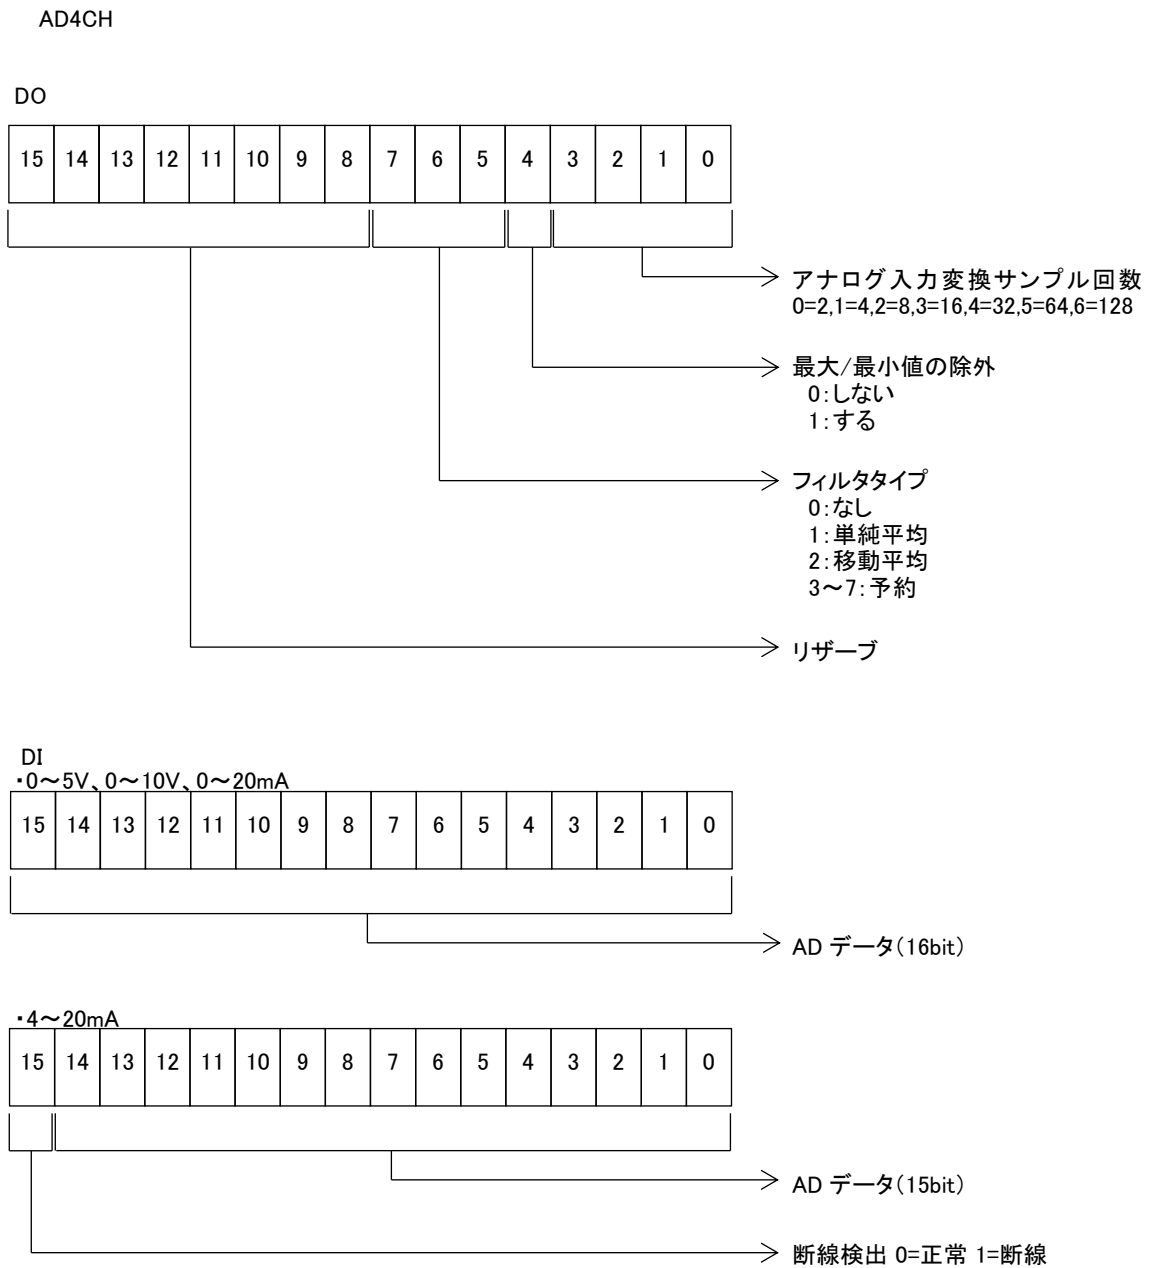 AD4CH
DO
15 14 13 12 11 10 9 8 7 6 5 4 3 2 1 0
アナログ入力変換サンプル回数
0=2,1=4,2=8,3=16,4=32,5=64,6=128
最大/最小値の除外
0:しない
1:する
フィルタタイプ
0:なし
1:単純平均
2:移動平均
3～7:予約
リザーブ
DI
・0～5V、0～10V、0～20mA
15 14 13 12 11 10 9 8 7 6 5 4 3 2 1 0
AD データ(16bit)
・4～20mA
15 14 13 12 11 10 9 8 7 6 5 4 3 2 1 0
AD データ(15bit)
断線検出 0=正常 1=断線